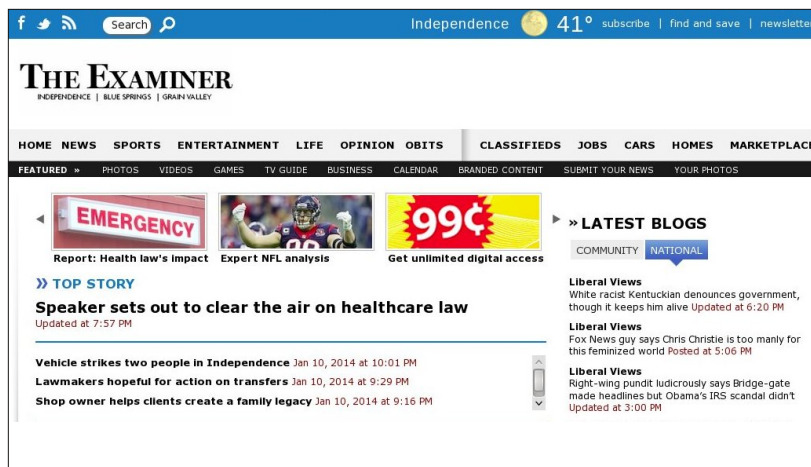 Search
Independence 41° subscribe | find and save | newslette
THE EXAMINER
INDEPENDENCE | BLUE SPRINGS | GRAIN VALLEY
HOME NEWS SPORTS ENTERTAINMENT LIFE OPINION OBITS CLASSIFIEDS JOBS CARS HOMES MARKETPLAC
FEATURED » PHOTOS VIDEOS GAMES TV GUIDE BUSINESS CALENDAR BRANDED CONTENT SUBMIT YOUR NEWS YOUR PHOTOS
EMERGENCY
99¢
Report: Health law's impact
Expert NFL analysis
Get unlimited digital access
» TOP STORY
Speaker sets out to clear the air on healthcare law
Updated at 7:57 PM
Vehicle strikes two people in Independence Jan 10, 2014 at 10:01 PM
Lawmakers hopeful for action on transfers Jan 10, 2014 at 9:29 PM
Shop owner helps clients create a family legacy Jan 10, 2014 at 9:16 PM
» LATEST BLOGS
COMMUNITY NATIONAL
Liberal Views
White racist Kentuckian denounces government,
though it keeps him alive Updated at 6:20 PM
Liberal Views
Fox News guy says Chris Christie is too manly for
this feminized world Posted at 5:06 PM
Liberal Views
Right-wing pundit ludicrously says Bridge-gate
made headlines but Obama's IRS scandal didn't
Updated at 3:00 PM